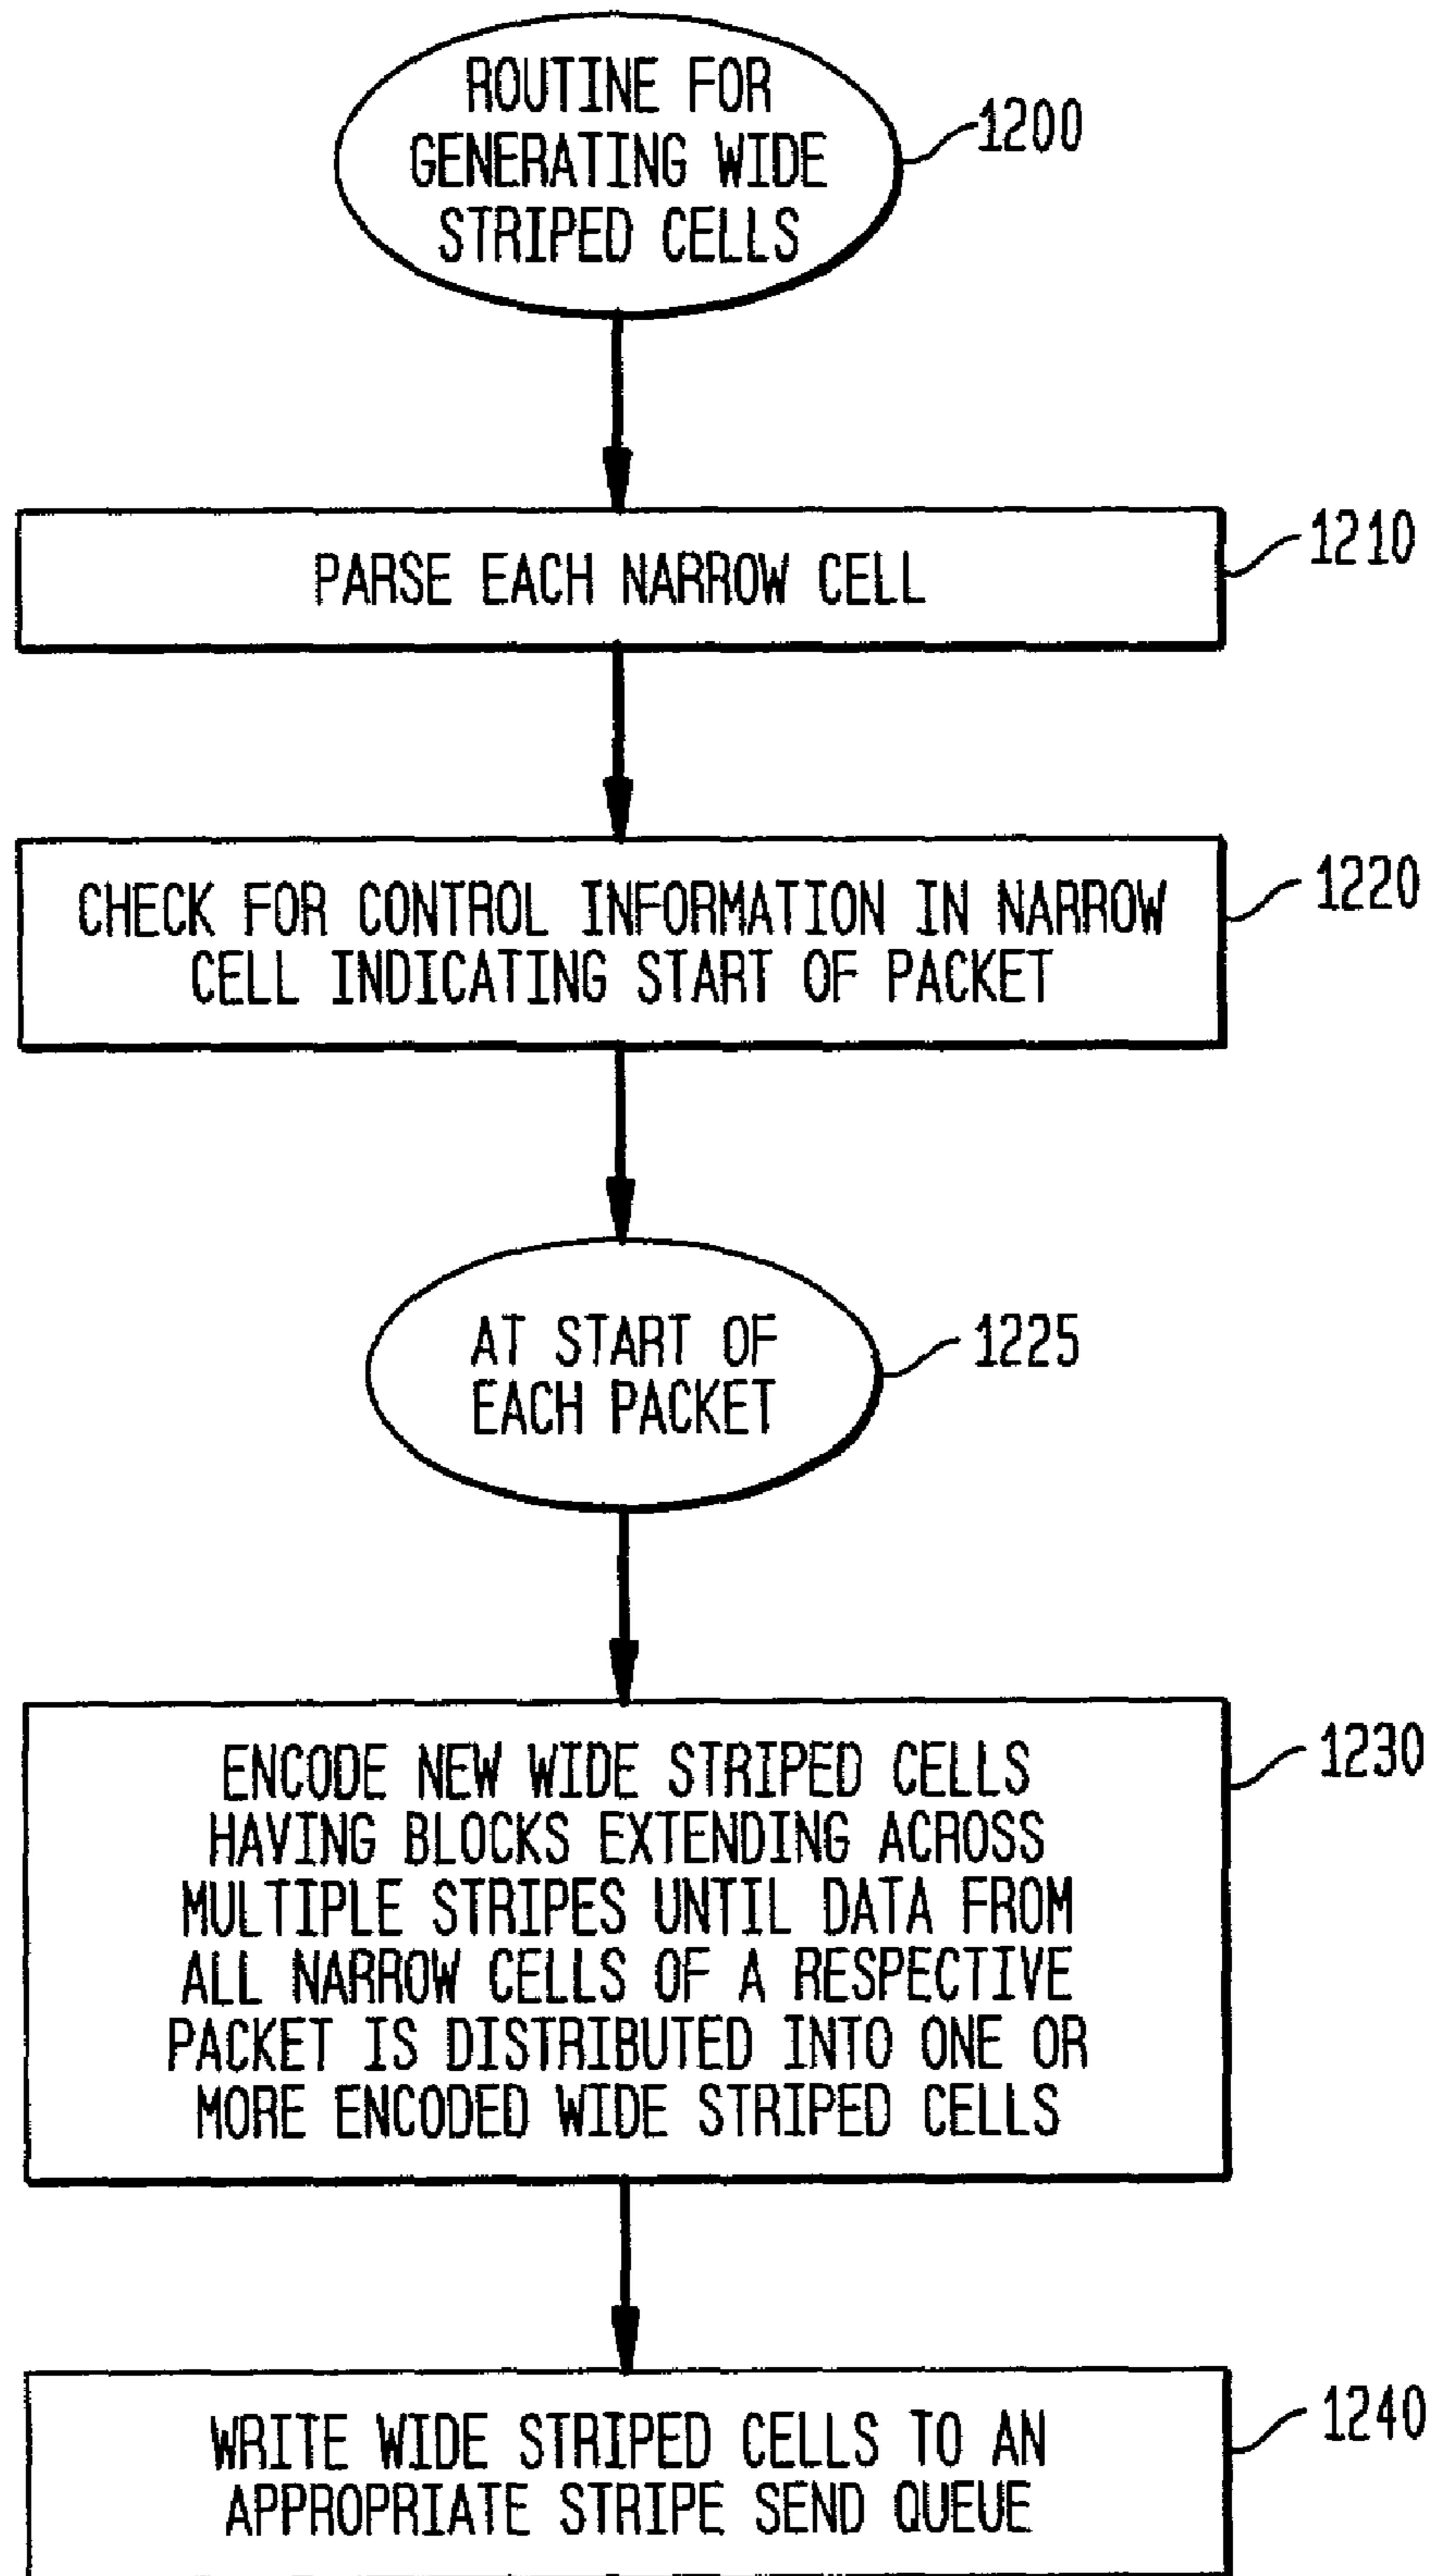 ROUTINE FOR
GENERATING WIDE
STRIPED CELLS
1200
PARSE EACH NARROW CELL
1210
CHECK FOR CONTROL INFORMATION IN NARROW
CELL INDICATING START OF PACKET
1220
AT START OF
EACH PACKET
1225
ENCODE NEW WIDE STRIPED CELLS
HAVING BLOCKS EXTENDING ACROSS
MULTIPLE STRIPES UNTIL DATA FROM
ALL NARROW CELLS OF A RESPECTIVE
PACKET IS DISTRIBUTED INTO ONE OR
MORE ENCODED WIDE STRIPED CELLS
1230
WRITE WIDE STRIPED CELLS TO AN
APPROPRIATE STRIPE SEND QUEUE
1240